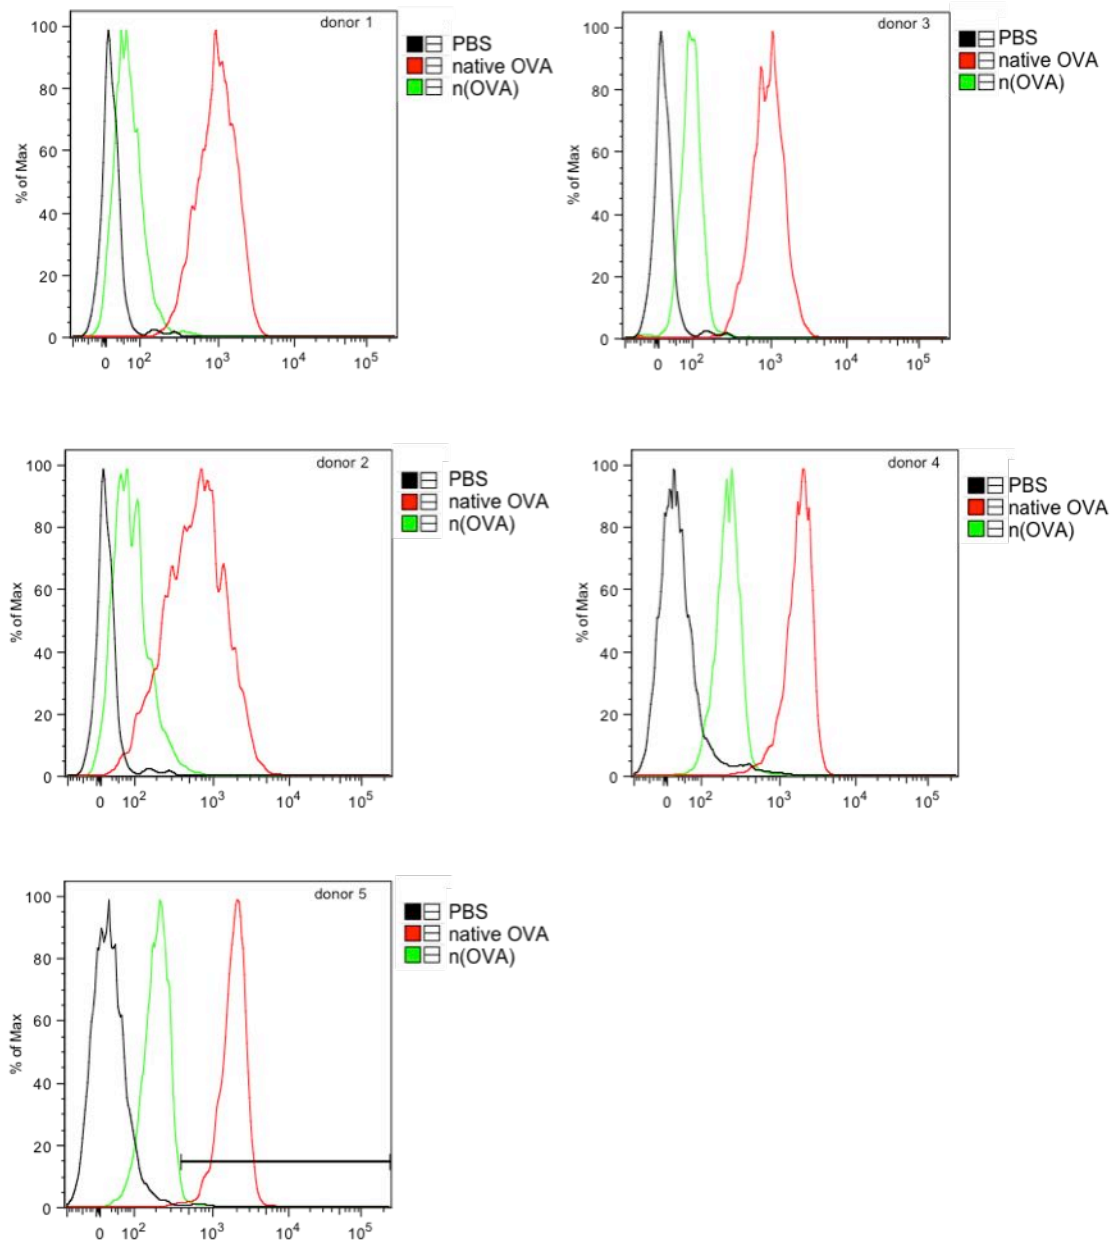 donor 1
PBS
native OVA
n(OVA)
% of Max
100
80
60
40
20
0
0 10² 10³ 10⁴ 10⁵
donor 3
PBS
native OVA
n(OVA)
% of Max
100
80
60
40
20
0
0 10² 10³ 10⁴ 10⁵
donor 2
PBS
native OVA
n(OVA)
% of Max
100
80
60
40
20
0
0 10² 10³ 10⁴ 10⁵
donor 4
PBS
native OVA
n(OVA)
% of Max
100
80
60
40
20
0
0 10² 10³ 10⁴ 10⁵
donor 5
PBS
native OVA
n(OVA)
% of Max
100
80
60
40
20
0
0 10² 10³ 10⁴ 10⁵